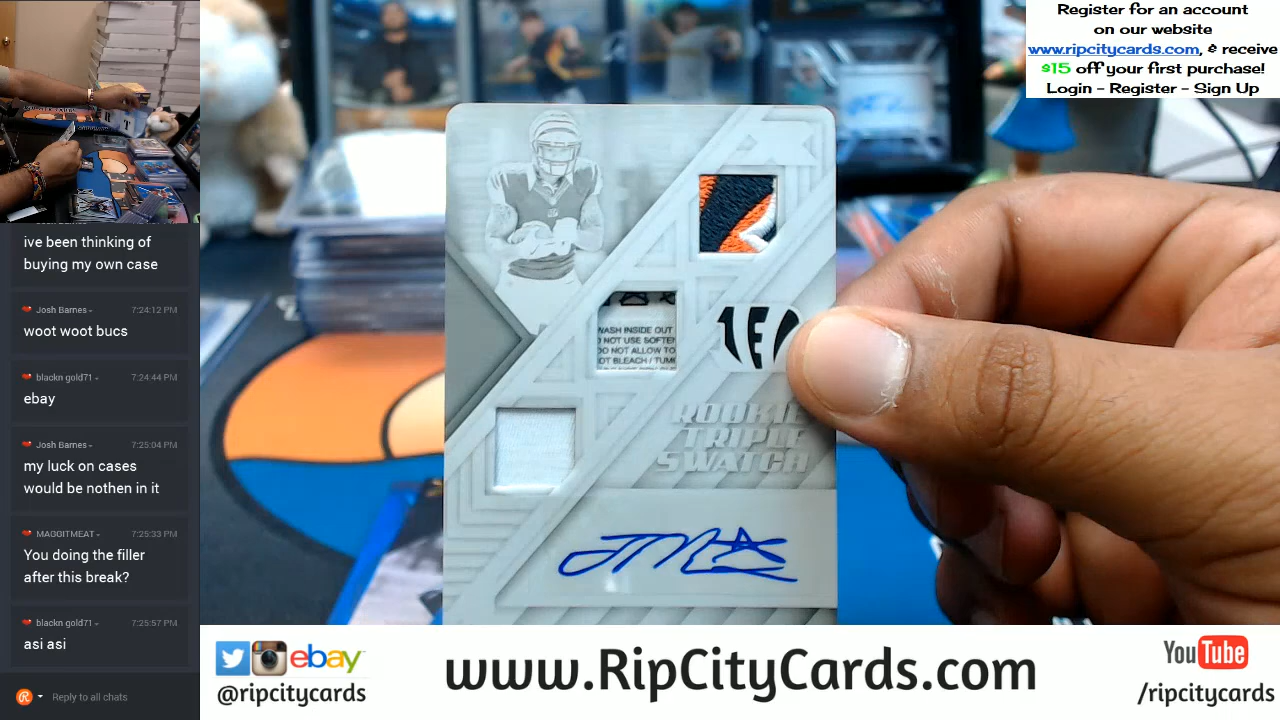 ive been thinking of
buying my own case
Josh Barnes 7:24:12 PM
woot woot bucs
blackn gold71 7:24:44 PM
ebay
Josh Barnes 7:25:04 PM
my luck on cases
would be nothen in it
MAGGITMEAT 7:25:33 PM
You doing the filler
after this break?
blackn gold71 7:25:57 PM
asi asi
Reply to all chats
Register for an account
on our website
www.ripcitycards.com, & receive
$15 off your first purchase!
Login - Register - Sign Up
WASH INSIDE OUT
NOT USE SOFTEN
DO NOT ALLOW TO
OT BLEACH / TUM
ROOKIE
TRIPLE
SWATCH
ebay
@ripcitycards
www.RipCityCards.com
YouTube
/ripcitycards